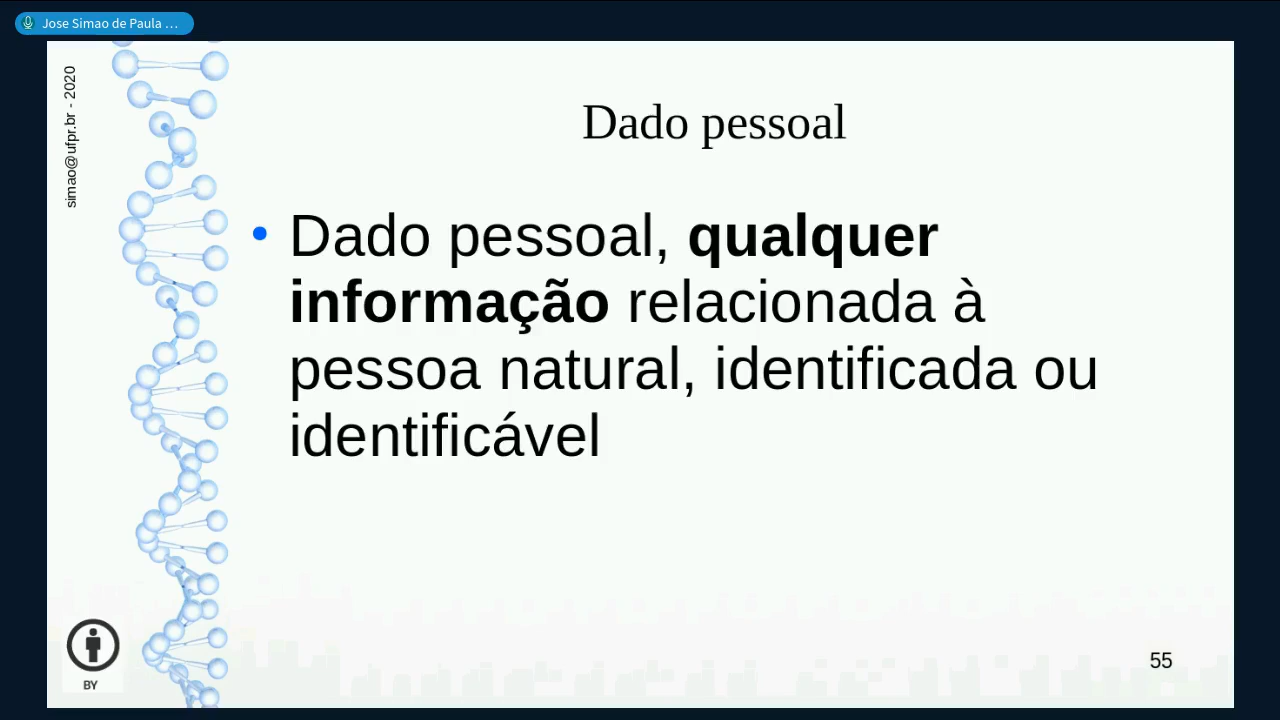 Jose Simao de Paula ...
simao@ufpr.br - 2020
Dado pessoal
• Dado pessoal, qualquer
informação relacionada à
pessoa natural, identificada ou
identificável
BY
55